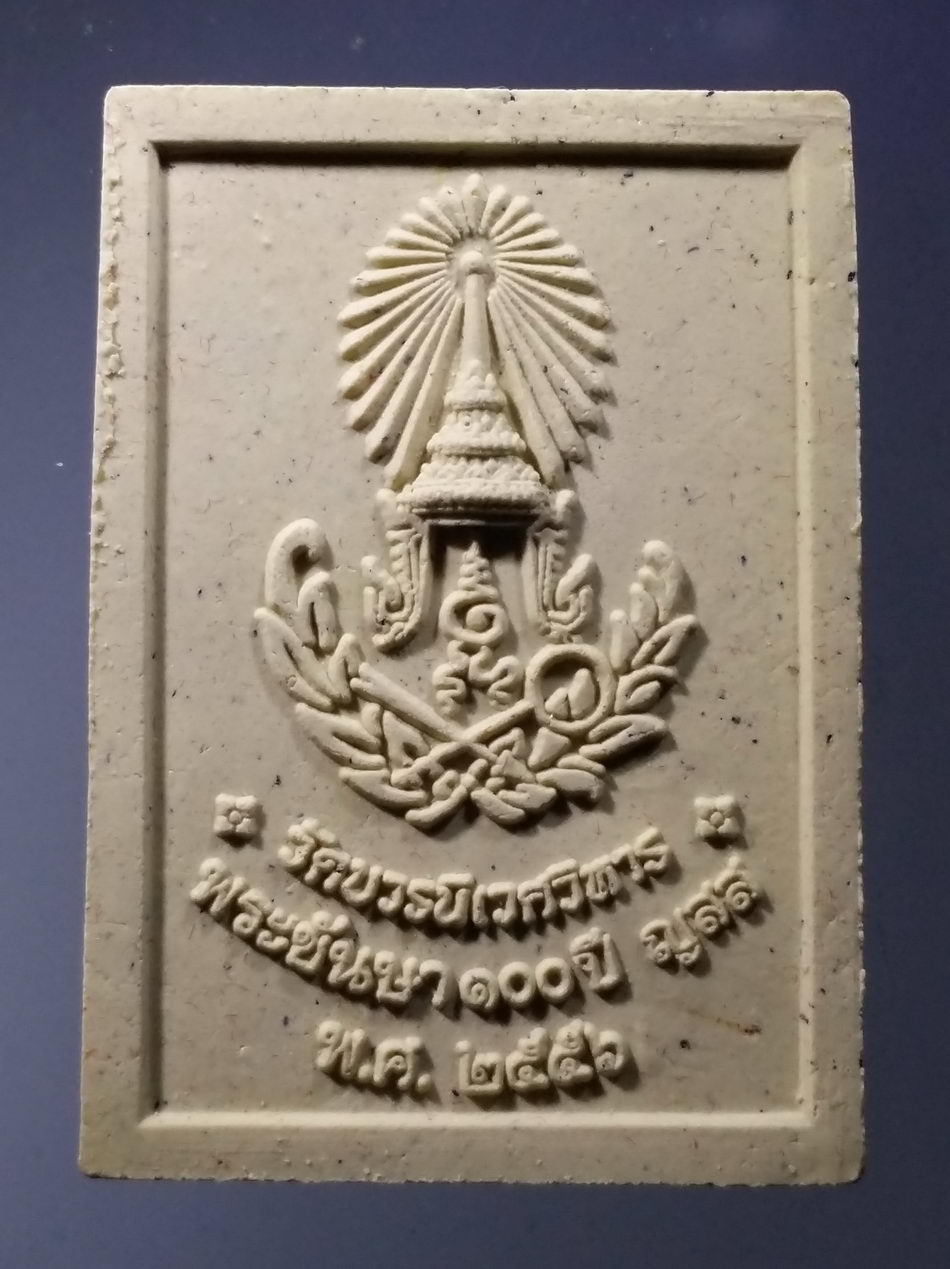 วัดบวรนิเวศวิหาร
พระชันษา ๑๐๐ ปี ญสส
พ.ศ. ๒๕๕๖